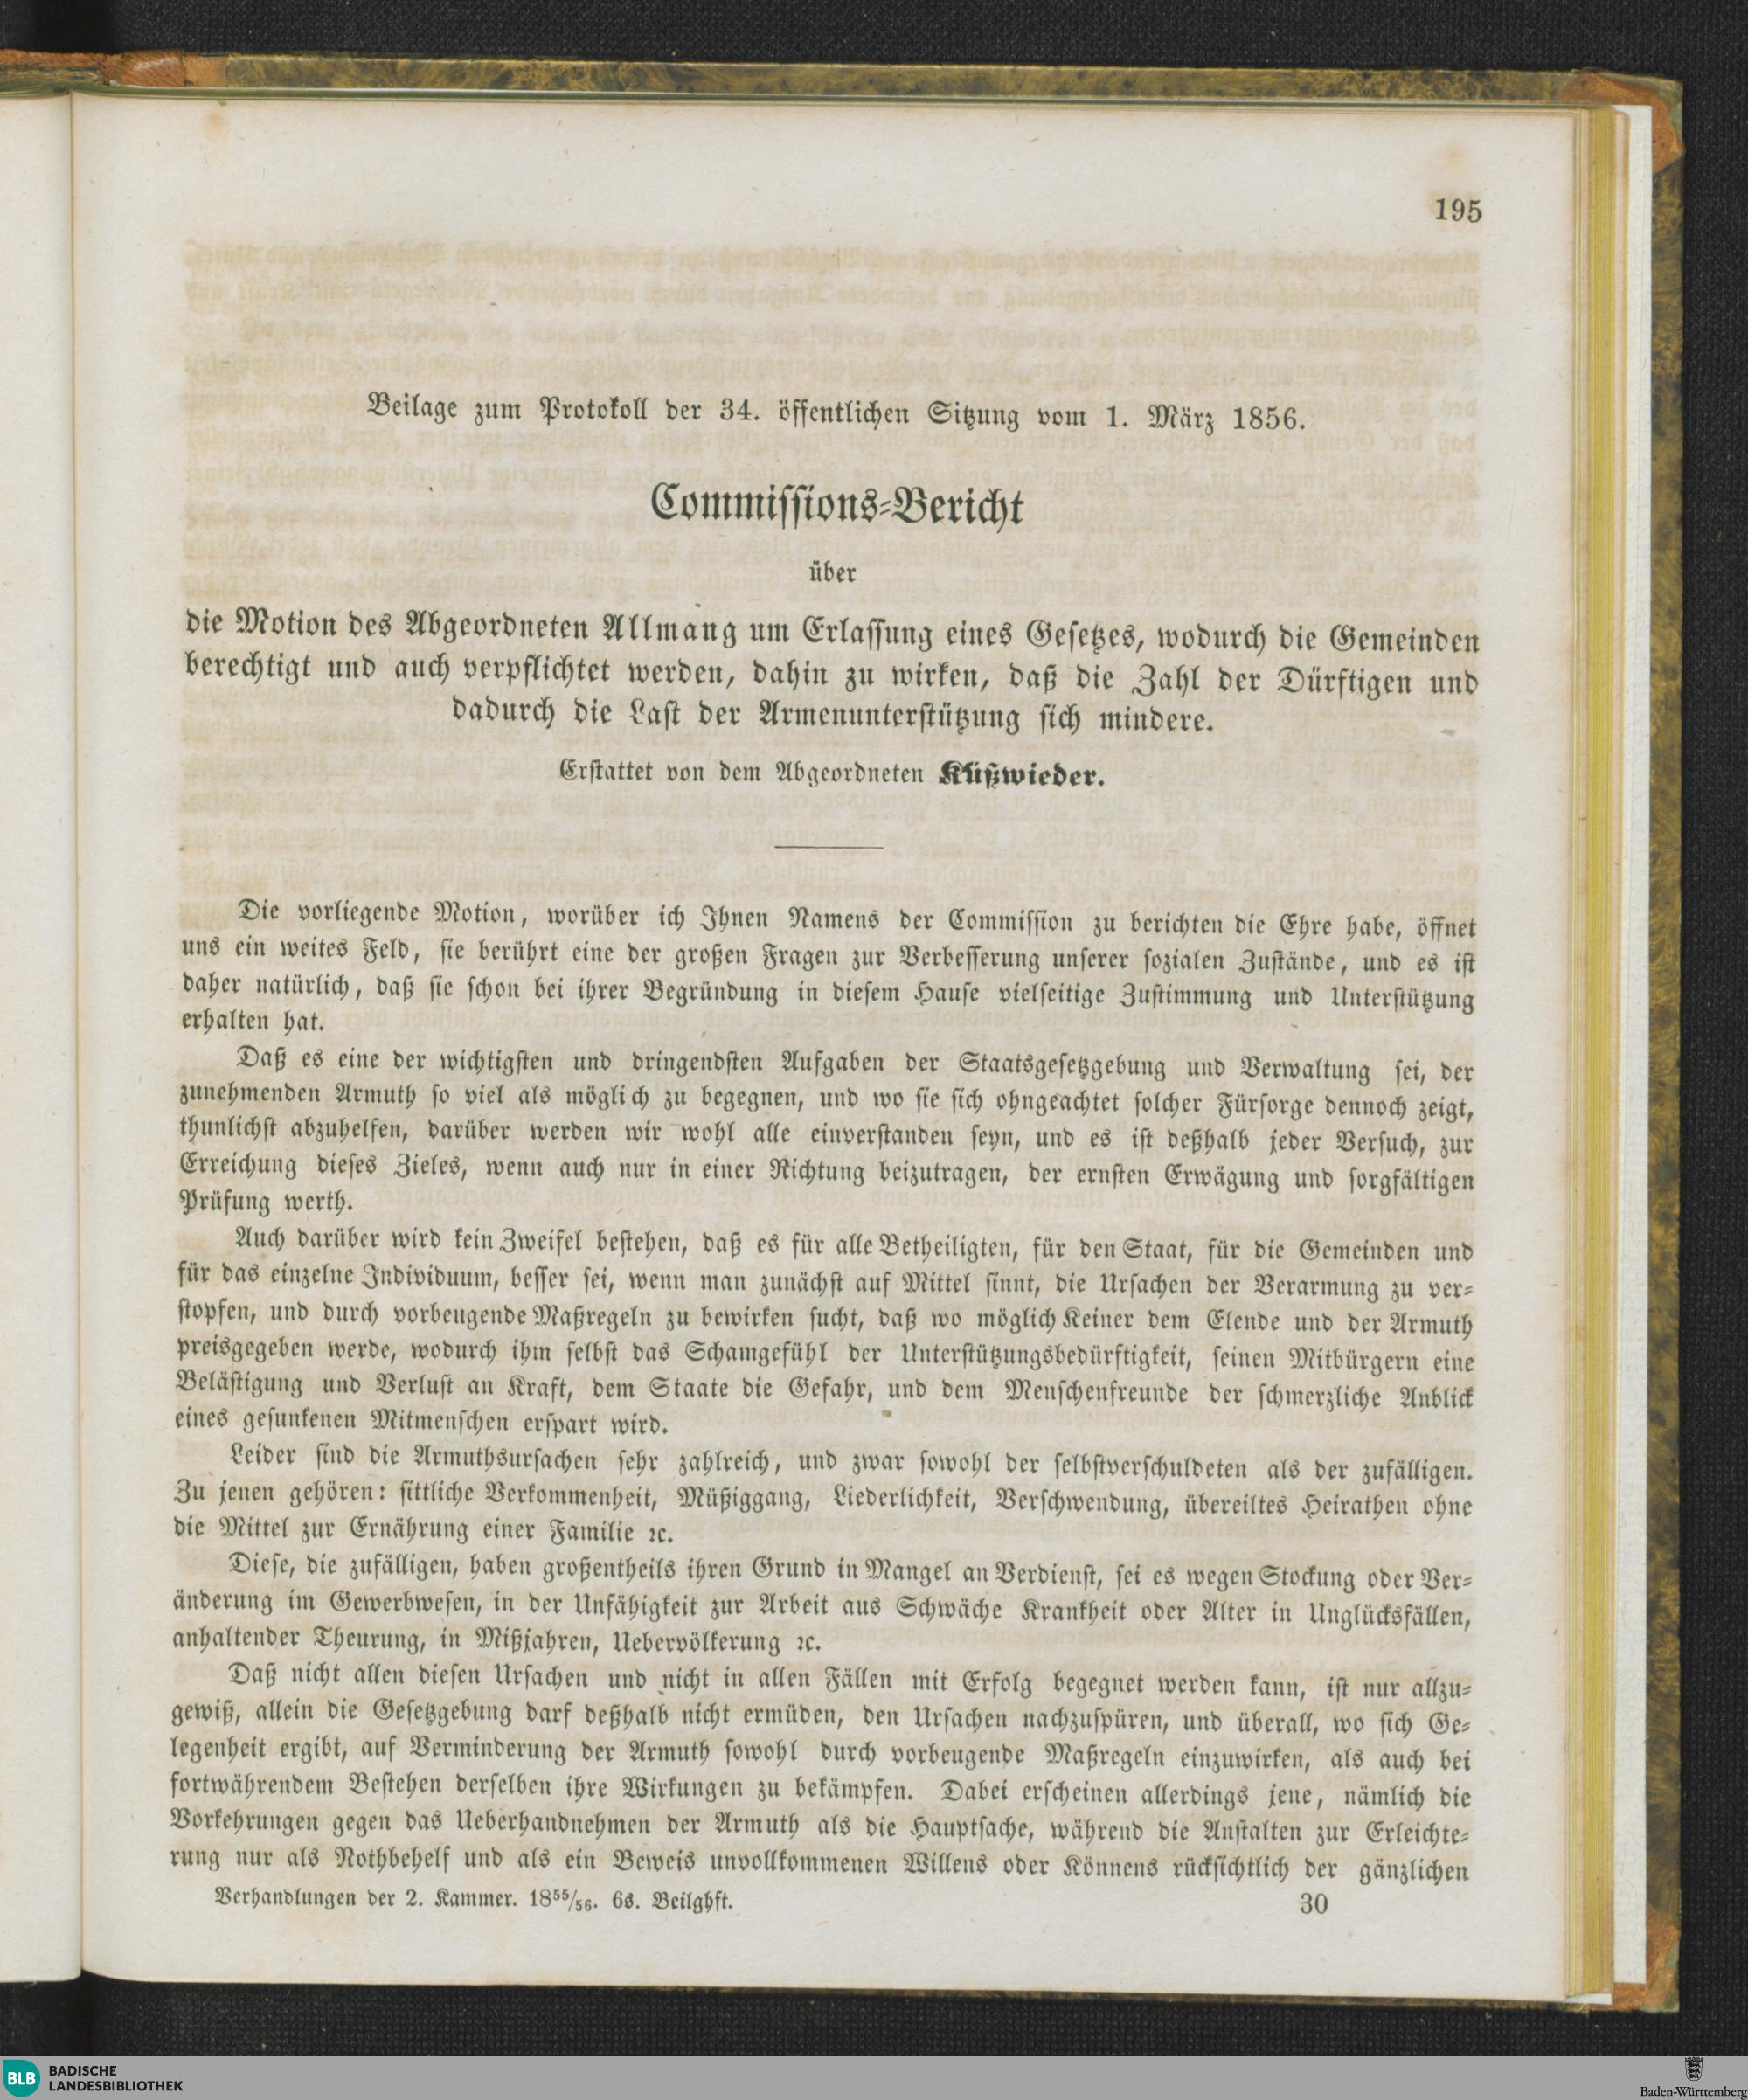 195
Beilage zum Protokoll der 34. öffentlichen Sitzung vom 1. März 1856.
Commissions-Bericht
über
die Motion des Abgeordneten Allmang um Erlassung eines Gesetzes, wodurch die Gemeinden
berechtigt und auch verpflichtet werden, dahin zu wirken, daß die Zahl der Dürftigen und
dadurch die Last der Armenunterstützung sich mindere.
Erstattet von dem Abgeordneten Küßwieder.
Die vorliegende Motion, worüber ich Ihnen Namens der Commission zu berichten die Ehre habe, öffnet
uns ein weites Feld, sie berührt eine der großen Fragen zur Verbesserung unserer sozialen Zustände, und es ist
daher natürlich, daß sie schon bei ihrer Begründung in diesem Hause vielseitige Zustimmung und Unterstützung
erhalten hat.
Daß es eine der wichtigsten und dringendsten Aufgaben der Staatsgesetzgebung und Verwaltung sei, der
zunehmenden Armuth so viel als möglich zu begegnen, und wo sie sich ohngeachtet solcher Fürsorge dennoch zeigt,
thunlichst abzuhelfen, darüber werden wir wohl alle einverstanden seyn, und es ist deßhalb jeder Versuch, zur
Erreichung dieses Zieles, wenn auch nur in einer Richtung beizutragen, der ernsten Erwägung und sorgfältigen
Prüfung werth.
Auch darüber wird kein Zweifel bestehen, daß es für alle Betheiligten, für den Staat, für die Gemeinden und
für das einzelne Individuum, besser sei, wenn man zunächst auf Mittel sinnt, die Ursachen der Verarmung zu ver-
stopfen, und durch vorbeugende Maßregeln zu bewirken sucht, daß wo möglich Keiner dem Elende und der Armuth
preisgegeben werde, wodurch ihm selbst das Schamgefühl der Unterstützungsbedürftigkeit, seinen Mitbürgern eine
Belästigung und Verlust an Kraft, dem Staate die Gefahr, und dem Menschenfreunde der schmerzliche Anblick
eines gesunkenen Mitmenschen erspart wird.
Leider sind die Armuthsursachen sehr zahlreich, und zwar sowohl der selbstverschuldeten als der zufälligen.
Zu jenen gehören: sittliche Verkommenheit, Müßiggang, Liederlichkeit, Verschwendung, übereiltes Heirathen ohne
die Mittel zur Ernährung einer Familie ꝛc.
Diese, die zufälligen, haben großentheils ihren Grund in Mangel an Verdienst, sei es wegen Stockung oder Ver-
änderung im Gewerbwesen, in der Unfähigkeit zur Arbeit aus Schwäche Krankheit oder Alter in Unglücksfällen,
anhaltender Theurung, in Mißjahren, Uebervölkerung ꝛc.
Daß nicht allen diesen Ursachen und nicht in allen Fällen mit Erfolg begegnet werden kann, ist nur allzu-
gewiß, allein die Gesetzgebung darf deßhalb nicht ermüden, den Ursachen nachzuspüren, und überall, wo sich Ge-
legenheit ergibt, auf Verminderung der Armuth sowohl durch vorbeugende Maßregeln einzuwirken, als auch bei
fortwährendem Bestehen derselben ihre Wirkungen zu bekämpfen. Dabei erscheinen allerdings jene, nämlich die
Vorkehrungen gegen das Ueberhandnehmen der Armuth als die Hauptsache, während die Anstalten zur Erleichte-
rung nur als Nothbehelf und als ein Beweis unvollkommenen Willens oder Könnens rücksichtlich der gänzlichen
Verhandlungen der 2. Kammer. 18⁵⁵/₅₆. 6s. Beilghft. 30
BLB BADISCHE
LANDESBIBLIOTHEK
Baden-Württemberg